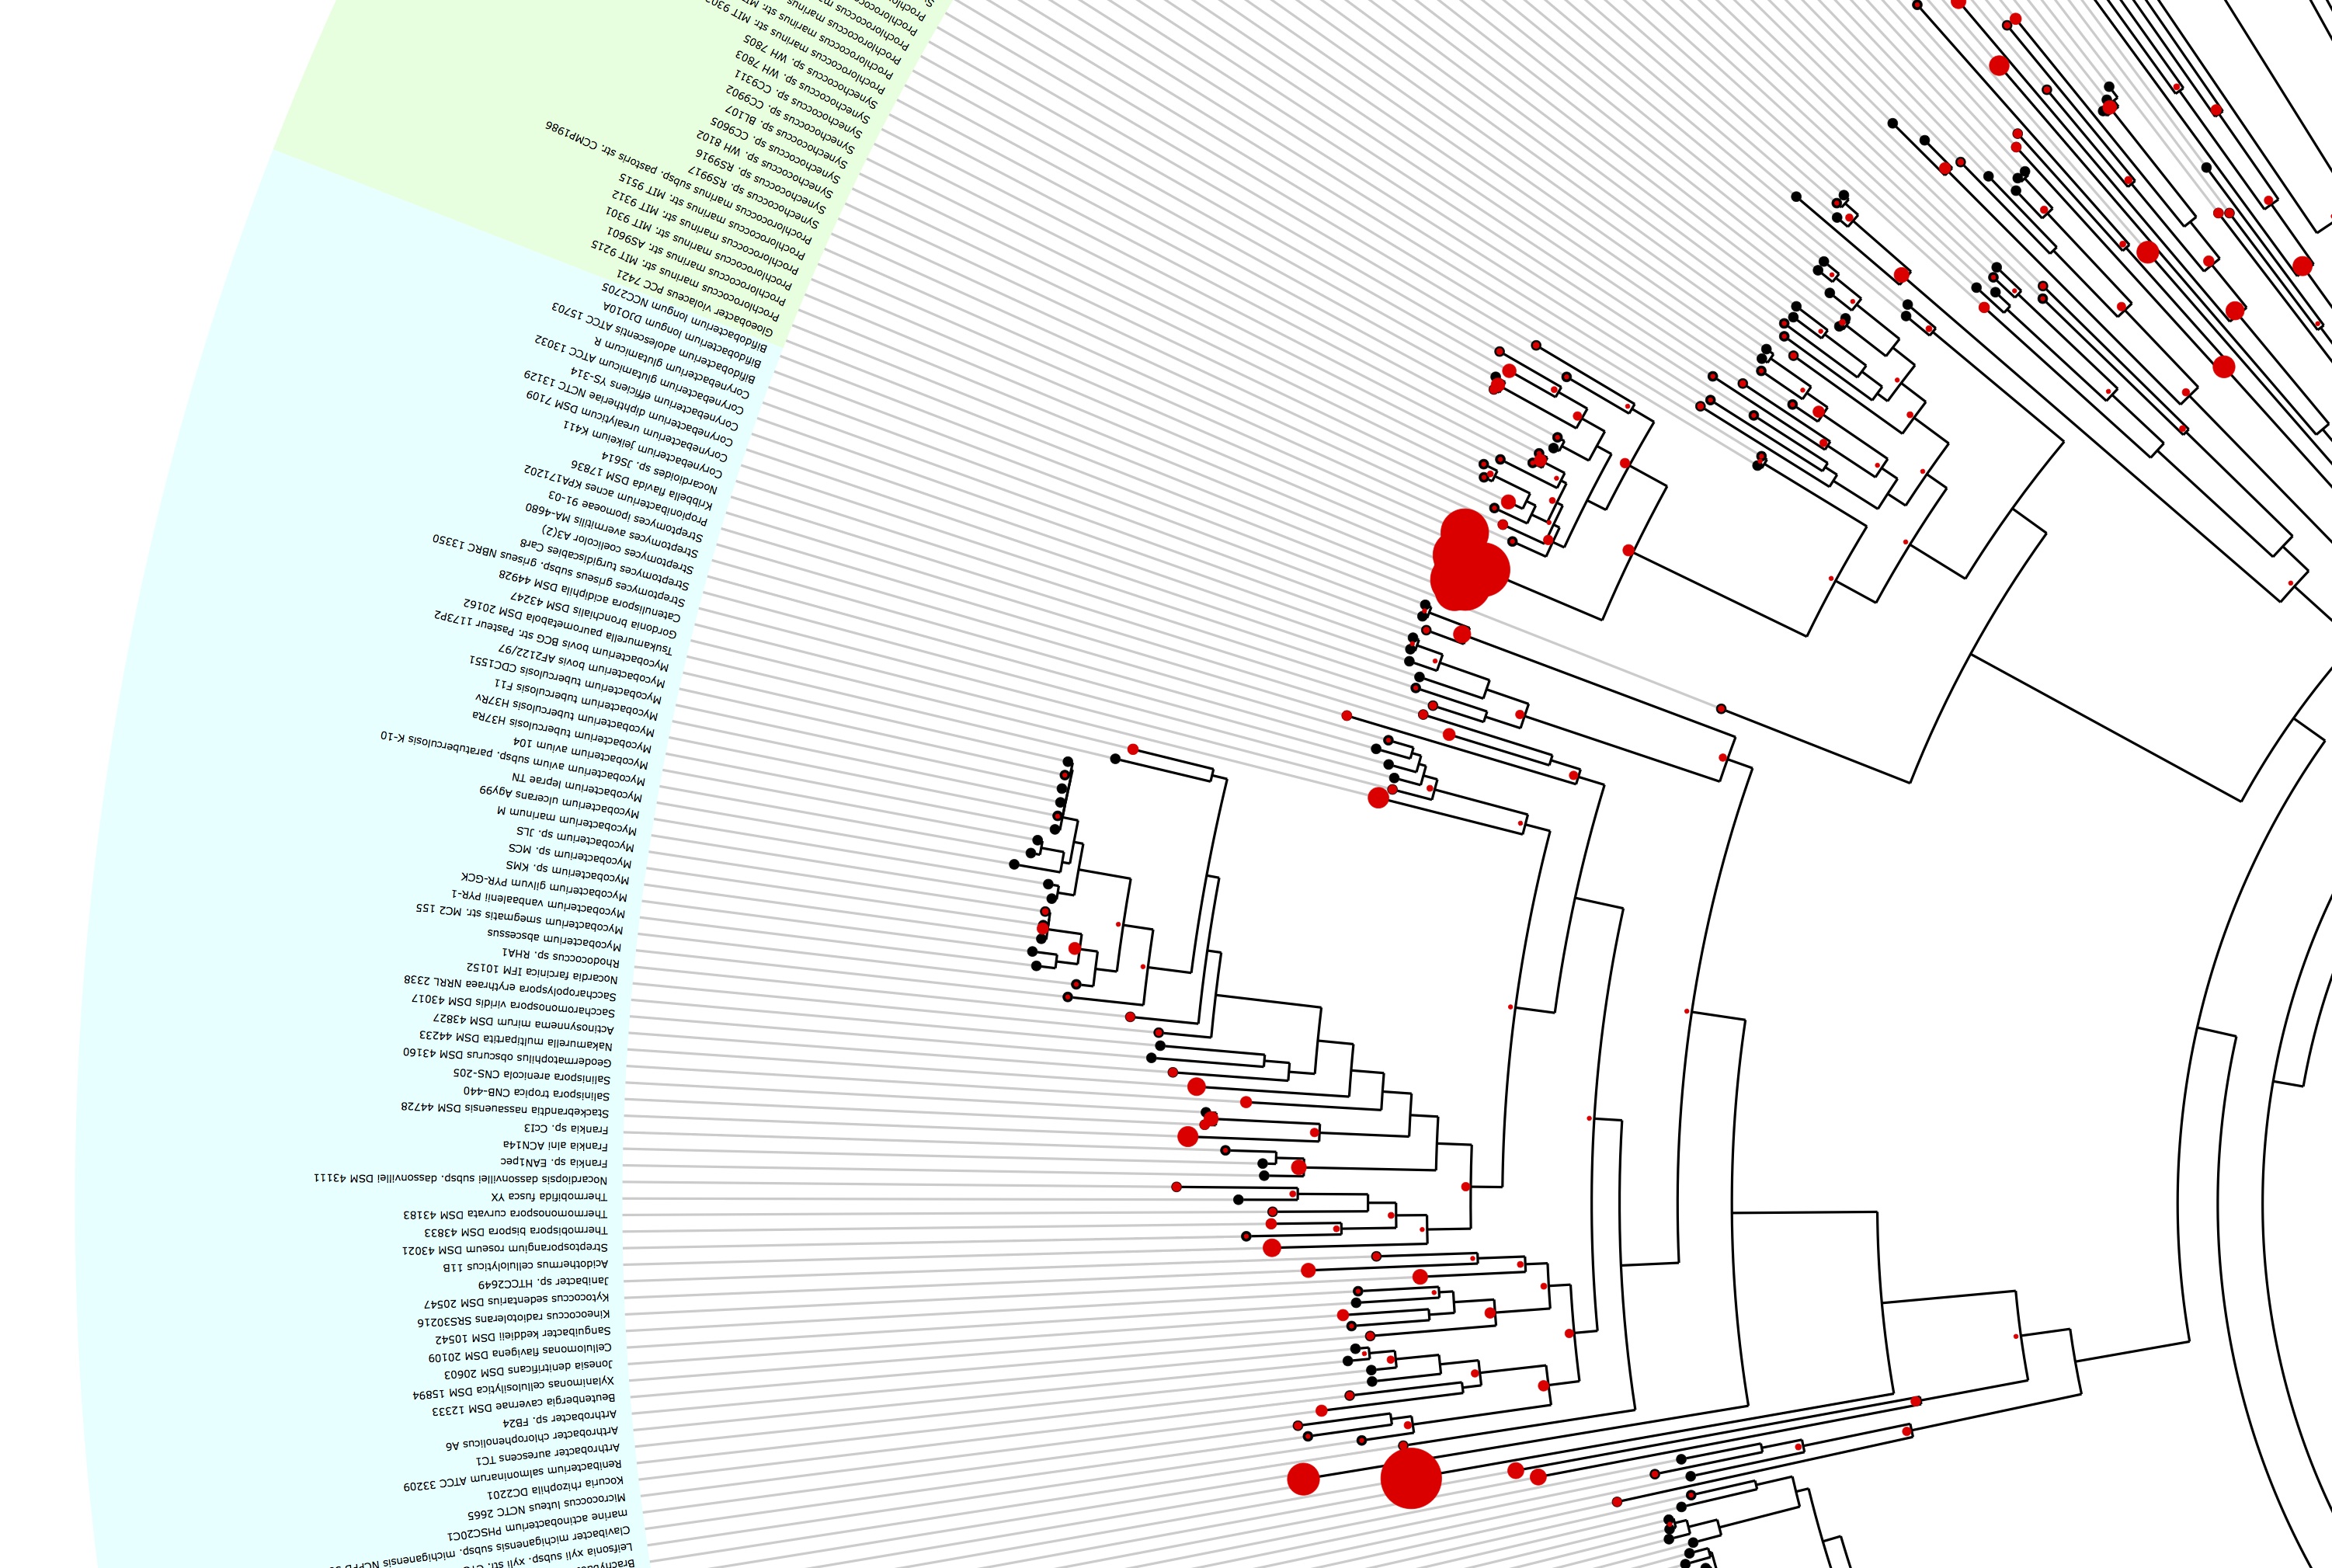 Prochlorococcus marinus str. MIT 9303
Synechococcus sp. WH 7805
Synechococcus sp. WH 7803
Synechococcus sp. CC9311
Synechococcus sp. CC9902
Synechococcus sp. BL107
Synechococcus sp. CC9605
Synechococcus sp. WH 8102
Synechococcus sp. RS9916
Synechococcus sp. RS9917
Prochlorococcus marinus subsp. pastoris str. CCMP1986
Prochlorococcus marinus str. MIT 9515
Prochlorococcus marinus str. MIT 9312
Prochlorococcus marinus str. MIT 9301
Prochlorococcus marinus str. AS9601
Prochlorococcus marinus str. MIT 9215
Gloeobacter violaceus PCC 7421
Bifidobacterium longum NCC2705
Bifidobacterium longum DJO10A
Bifidobacterium adolescentis ATCC 15703
Corynebacterium glutamicum R
Corynebacterium glutamicum ATCC 13032
Corynebacterium efficiens YS-314
Corynebacterium diphtheriae NCTC 13129
Corynebacterium urealyticum DSM 7109
Corynebacterium jeikeium K411
Nocardioides sp. JS614
Kribbella flavida DSM 17836
Propionibacterium acnes KPA171202
Streptomyces ipomoeae 91-03
Streptomyces avermitilis MA-4680
Streptomyces coelicolor A3(2)
Streptomyces turgidiscabies Car8
Streptomyces griseus subsp. griseus NBRC 13350
Catenulispora acidiphila DSM 44928
Gordonia bronchialis DSM 43247
Tsukamurella paurometabola DSM 20162
Mycobacterium bovis BCG str. Pasteur 1173P2
Mycobacterium bovis AF2122/97
Mycobacterium tuberculosis CDC1551
Mycobacterium tuberculosis F11
Mycobacterium tuberculosis H37Rv
Mycobacterium tuberculosis H37Ra
Mycobacterium avium 104
Mycobacterium avium subsp. paratuberculosis K-10
Mycobacterium leprae TN
Mycobacterium ulcerans Agy99
Mycobacterium marinum M
Mycobacterium sp. JLS
Mycobacterium sp. MCS
Mycobacterium sp. KMS
Mycobacterium gilvum PYR-GCK
Mycobacterium vanbaalenii PYR-1
Mycobacterium smegmatis str. MC2 155
Mycobacterium abscessus
Rhodococcus sp. RHA1
Nocardia farcinica IFM 10152
Saccharopolyspora erythraea NRRL 2338
Saccharomonospora viridis DSM 43017
Actinosynnema mirum DSM 43827
Nakamurella multipartita DSM 44233
Geodermatophilus obscurus DSM 43160
Salinispora arenicola CNS-205
Salinispora tropica CNB-440
Stackebrandtia nassauensis DSM 44728
Frankia sp. CcI3
Frankia alni ACN14a
Frankia sp. EAN1pec
Nocardiopsis dassonvillei subsp. dassonvillei DSM 43111
Thermobifida fusca YX
Thermomonospora curvata DSM 43183
Thermobispora bispora DSM 43833
Streptosporangium roseum DSM 43021
Acidothermus cellulolyticus 11B
Janibacter sp. HTCC2649
Kytococcus sedentarius DSM 20547
Kineococcus radiotolerans SRS30216
Sanguibacter keddieii DSM 10542
Cellulomonas flavigena DSM 20109
Jonesia denitrificans DSM 20603
Xylanimonas cellulosilytica DSM 15894
Beutenbergia cavernae DSM 12333
Arthrobacter sp. FB24
Arthrobacter chlorophenolicus A6
Arthrobacter aurescens TC1
Renibacterium salmoninarum ATCC 33209
Kocuria rhizophila DC2201
Micrococcus luteus NCTC 2665
marine actinobacterium PHSC20C1
Clavibacter michiganensis subsp. michiganensis
Leifsonia xyli subsp. xyli str.